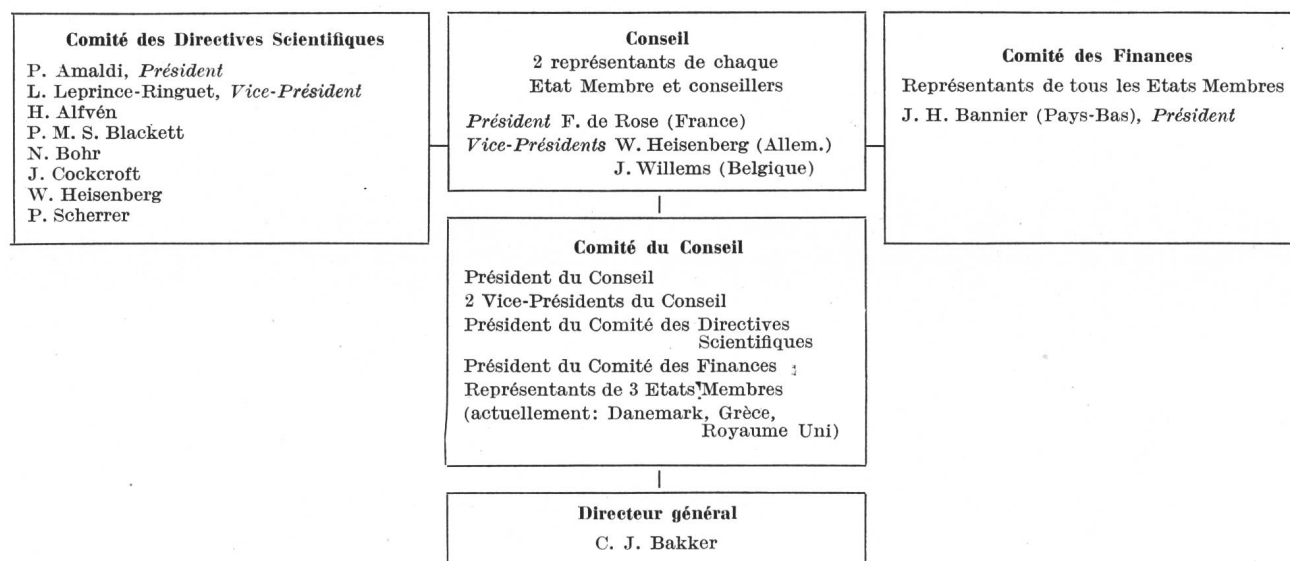 Comité des Directives Scientifiques
P. Amaldi, Président
L. Leprince-Ringuet, Vice-Président
H. Alfvén
P. M. S. Blackett
N. Bohr
J. Cockcroft
W. Heisenberg
P. Scherrer
Conseil
2 représentants de chaque
Etat Membre et conseillers
Président F. de Rose (France)
Vice-Présidents W. Heisenberg (Allem.)
J. Willems (Belgique)
Comité des Finances
Représentants de tous les Etats Membres
J. H. Bannier (Pays-Bas), Président
Comité du Conseil
Président du Conseil
2 Vice-Présidents du Conseil
Président du Comité des Directives
Scientifiques
Président du Comité des Finances
Représentants de 3 Etats Membres
(actuellement: Danemark, Grèce,
Royaume Uni)
Directeur général
C. J. Bakker